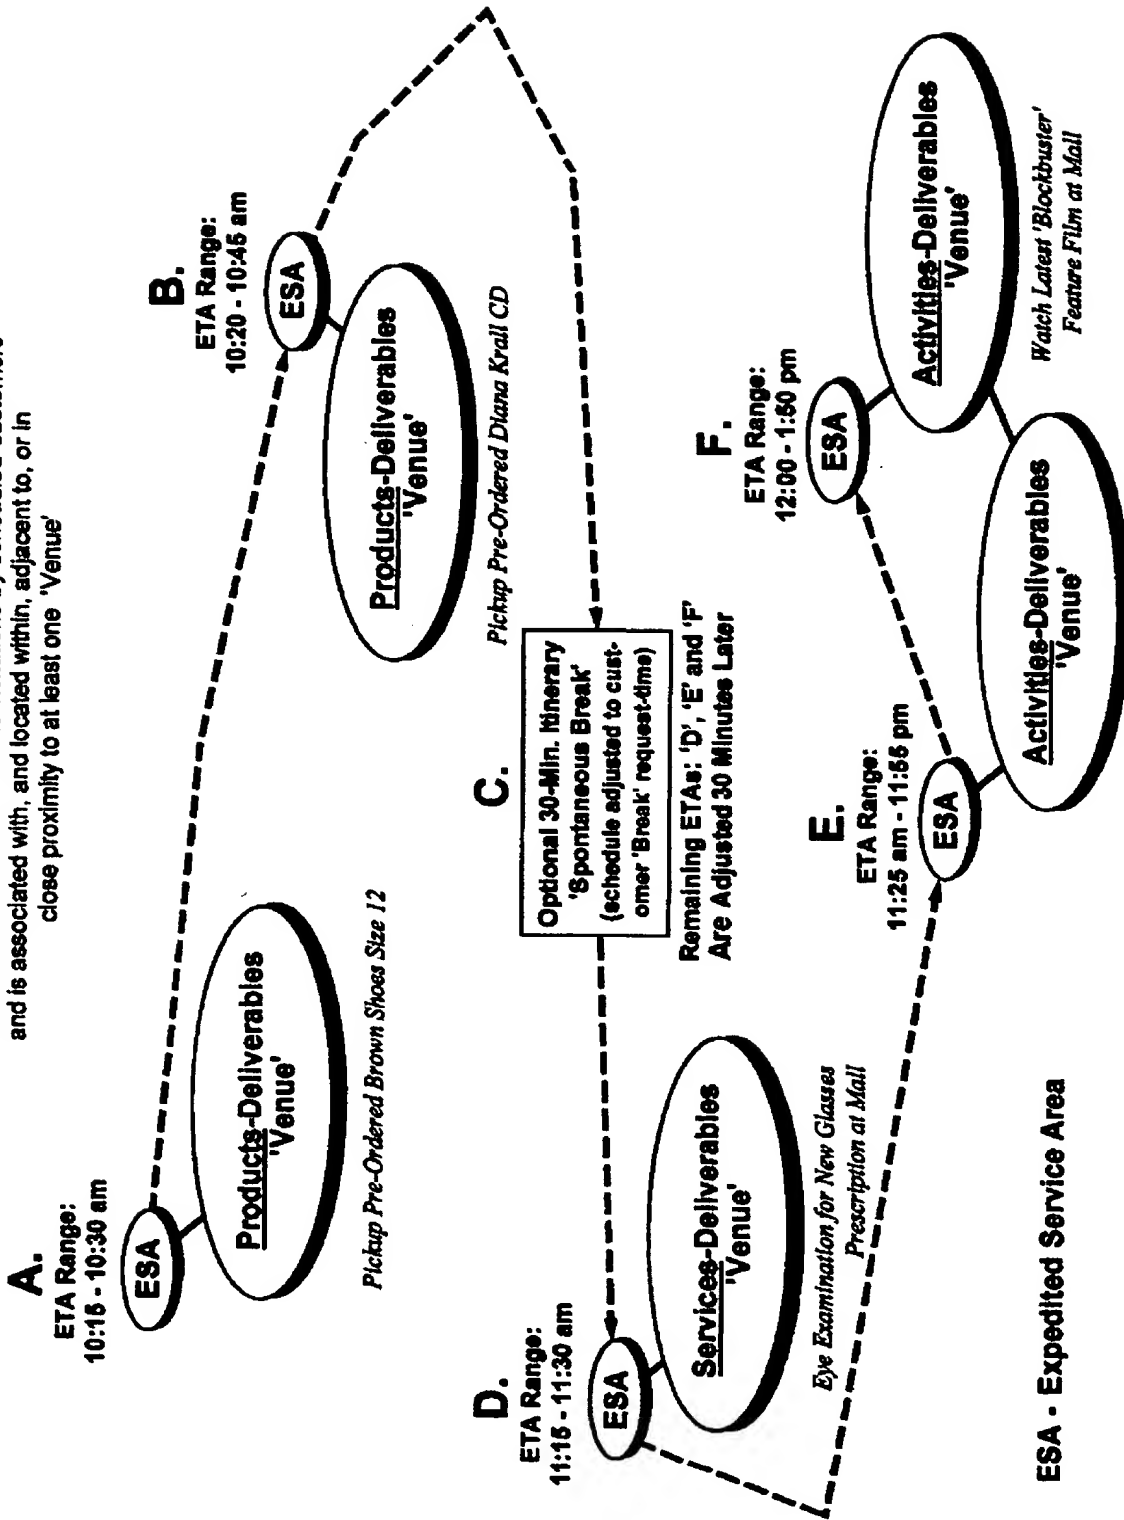 and is associated with, and located within, adjacent to, or in
close proximity to at least one 'Venue'
A.
ETA Range:
10:15 - 10:30 am
ESA
Products-Deliverables
'Venue'
Pickup Pre-Ordered Brown Shoes Size 12
B.
ETA Range:
10:20 - 10:45 am
ESA
Products-Deliverables
'Venue'
Pickup Pre-Ordered Diana Krall CD
C.
Optional 30-Min. Itinerary
'Spontaneous Break'
(schedule adjusted to cust-
omer 'Break' request-time)
Remaining ETAs: 'D', 'E' and 'F'
Are Adjusted 30 Minutes Later
D.
ETA Range:
11:15 - 11:30 am
ESA
Services-Deliverables
'Venue'
Eye Examination for New Glasses
Prescription at Mall
E.
ETA Range:
11:25 am - 11:55 pm
ESA
Activities-Deliverables
'Venue'
F.
ETA Range:
12:00 - 1:50 pm
ESA
Activities-Deliverables
'Venue'
Watch Latest 'Blockbuster'
Feature Film at Mall
ESA - Expedited Service Area